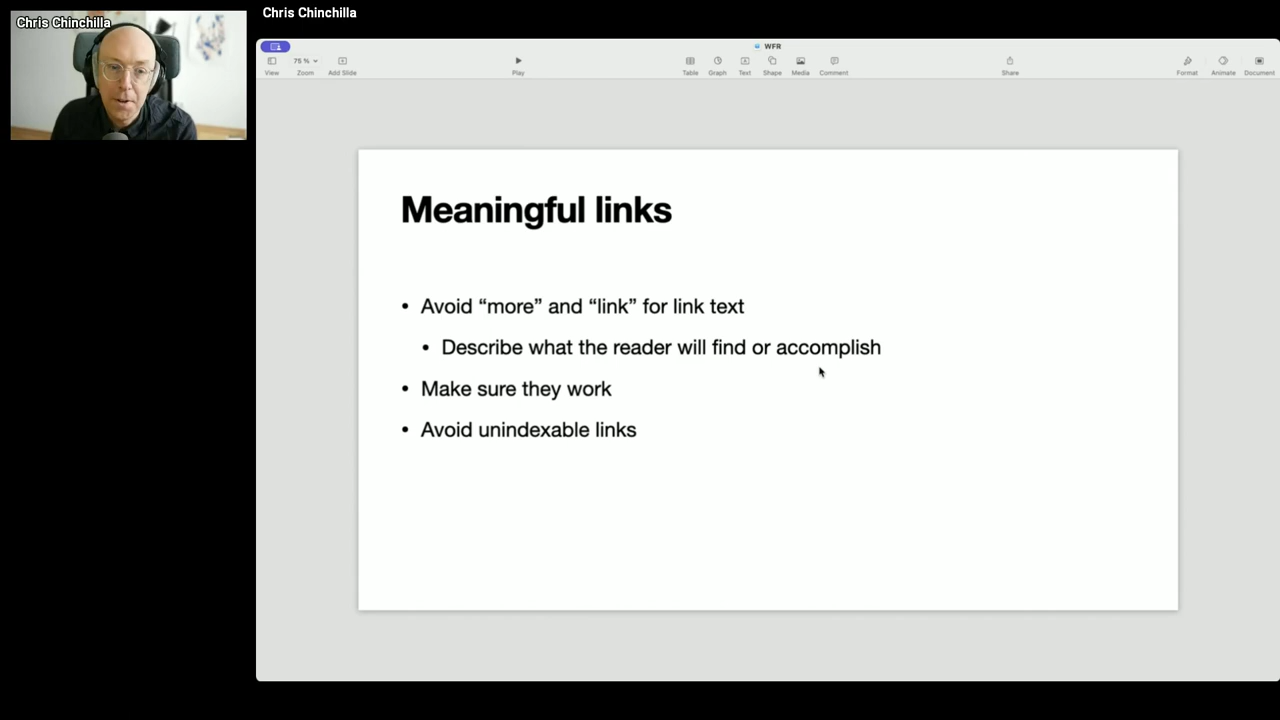 Chris Chinchilla
Chris Chinchilla
WFR
75 %
View
Zoom
Add Slide
Play
Table
Graph
Text
Shape
Media
Comment
Share
Format
Animate
Document
Meaningful links
• Avoid “more” and “link” for link text
• Describe what the reader will find or accomplish
• Make sure they work
• Avoid unindexable links